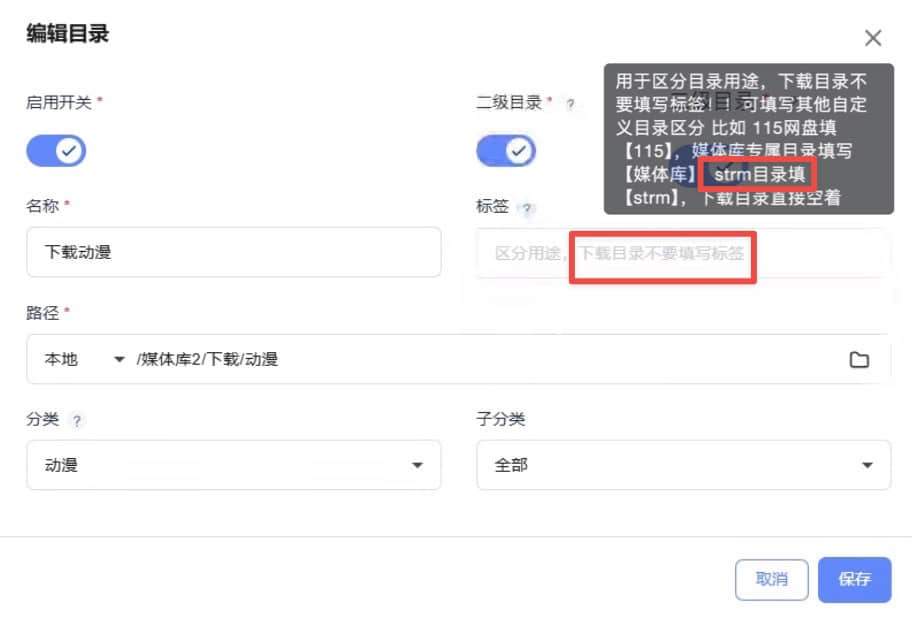 编辑目录
启用开关 *
二级目录 * ?
用于区分目录用途，下载目录不
要填写标签！ 可填写其他自定
义目录区分 比如 115网盘填
【115】，媒体库专属目录填写
【媒体库】 strm目录填
【strm】，下载目录直接空着
名称 *
标签 ?
下载动漫
区分用途，下载目录不要填写标签
路径 *
本地 /媒体库2/下载/动漫
分类 ?
子分类
动漫
全部
取消
保存